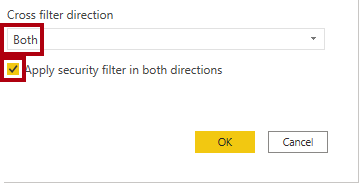 Cross filter direction
Both
Apply security filter in both directions
OK Cancel